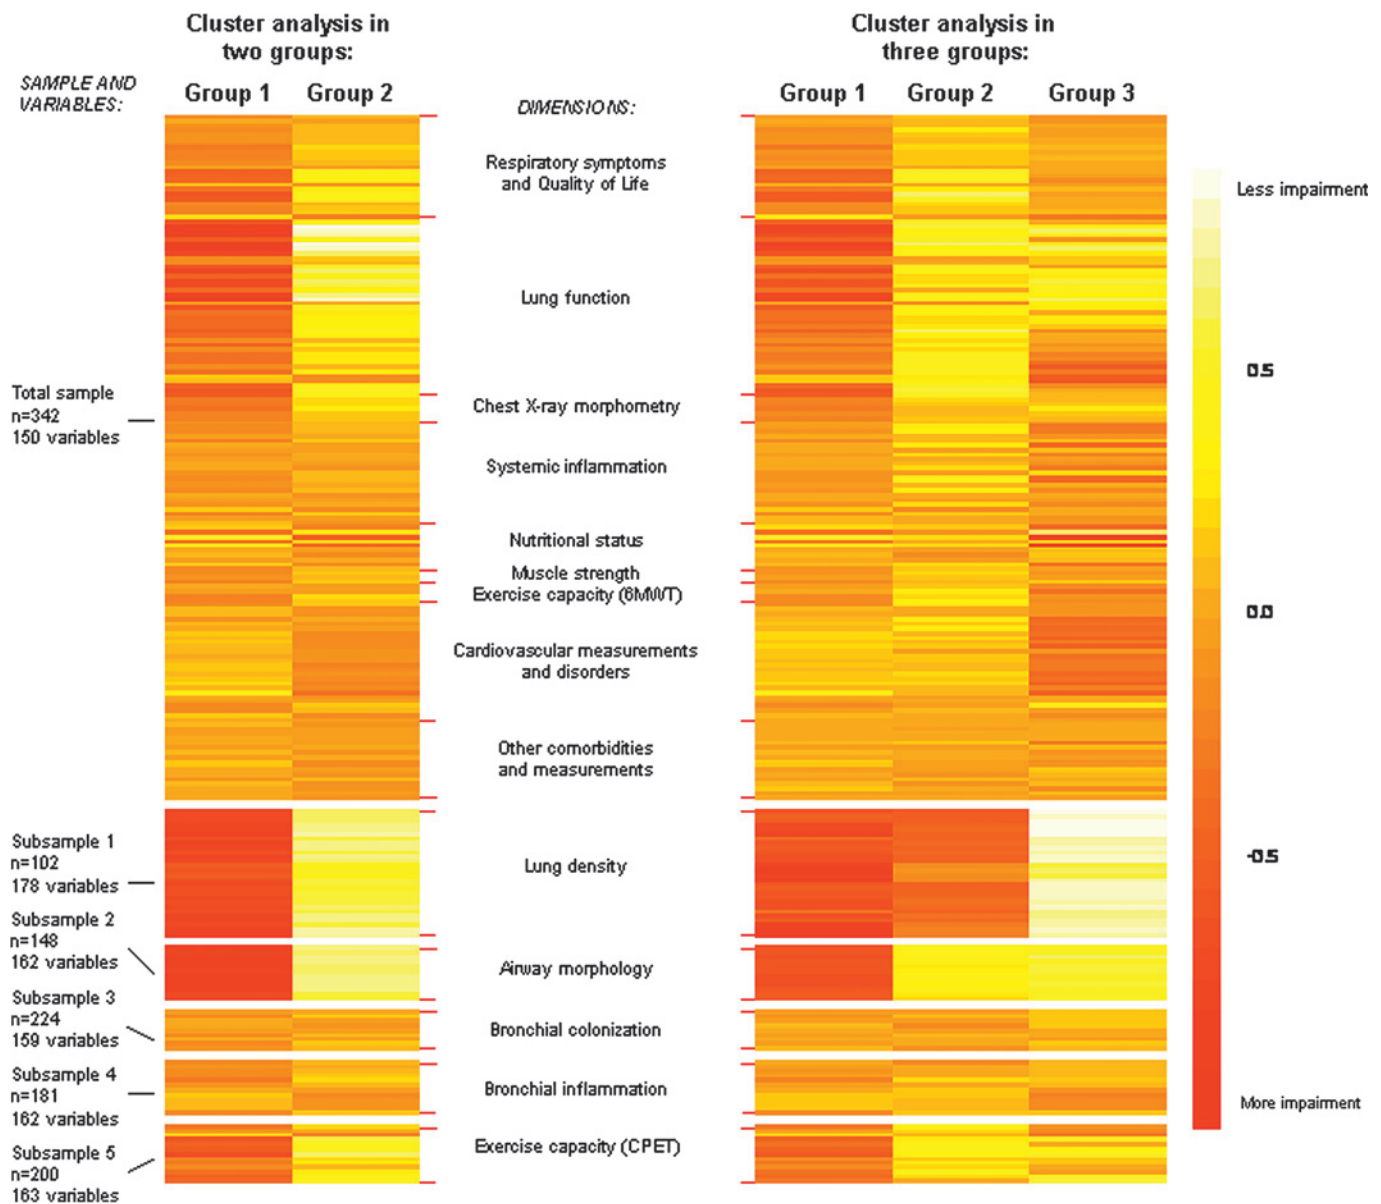 Cluster analysis in
two groups:
Cluster analysis in
three groups:
SAMPLE AND
VARIABLES:
Group 1 Group 2
DIMENSIONS:
Group 1 Group 2 Group 3
Respiratory symptoms
and Quality of Life
Lung function
Chest X-ray morphometry
Systemic inflammation
Nutritional status
Muscle strength
Exercise capacity (6MWT)
Cardiovascular measurements
and disorders
Other comorbidities
and measurements
Lung density
Airway morphology
Bronchial colonization
Bronchial inflammation
Exercise capacity (CPET)
Total sample
n=342
150 variables
Subsample 1
n=102
178 variables
Subsample 2
n=148
162 variables
Subsample 3
n=224
159 variables
Subsample 4
n=181
162 variables
Subsample 5
n=200
163 variables
Less impairment
0.5
0.0
-0.5
More impairment